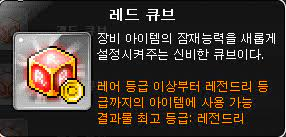 레드 큐브
장비 아이템의 잠재능력을 새롭게
설정시켜주는 신비한 큐브이다.
레어 등급 이상부터 레전드리 등
급까지의 아이템에 사용 가능
결과물 최고 등급: 레전드리